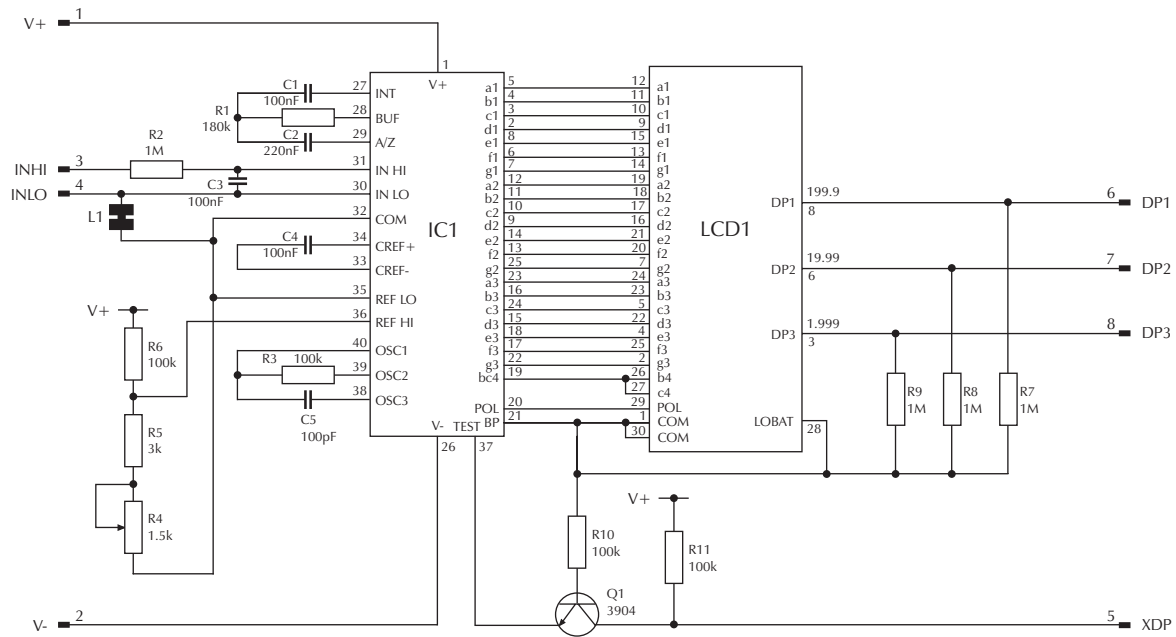 V+ 1
1
V+
C1
100nF
27 INT
R1
180k
28 BUF
C2
220nF
29 A/Z
R2
1M
INHI 3
31 IN HI
C3
100nF
INLO 4
30 IN LO
L1
32 COM
C4
100nF
34 CREF+
33 CREF-
35 REF LO
36 REF HI
V+
R6
100k
R5
3k
R4
1.5k
40 OSC1
R3 100k
39 OSC2
38 OSC3
C5
100pF
IC1
V- TEST
26 37
POL
BP
5 12 a1
4 11 b1
3 10 c1
2 9 d1
8 15 e1
6 13 f1
7 14 g1
12 19 a2
11 18 b2
10 17 c2
9 16 d2
14 21 e2
13 20 f2
25 7 g2
23 24 a3
16 23 b3
24 5 c3
15 22 d3
18 4 e3
17 25 f3
22 2 g3
bc4 19 26 b4
27 c4
20 29 POL
21 1 COM
30 COM
LCD1
DP1 199.9
8
6 DP1
DP2 19.99
6
7 DP2
DP3 1.999
3
8 DP3
LOBAT
28
R9
1M
R8
1M
R7
1M
V+
R10
100k
R11
100k
Q1
3904
V- 2
5 XDP
a1
b1
c1
d1
e1
f1
g1
a2
b2
c2
d2
e2
f2
g2
a3
b3
c3
d3
e3
f3
g3